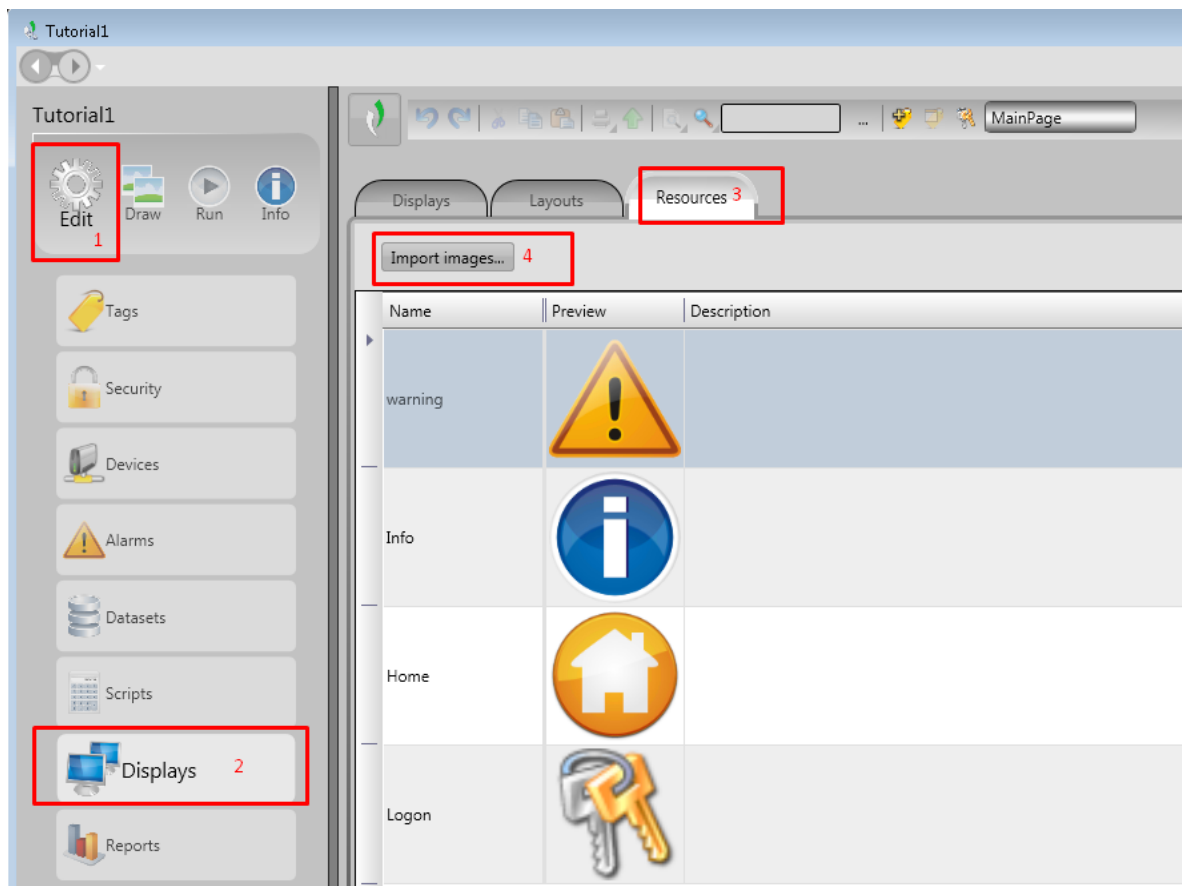 Tutorial1
Tutorial1
MainPage
Edit
Draw
Run
Info
1
Displays
Layouts
Resources 3
Import images... 4
Tags
Security
Devices
Alarms
Datasets
Scripts
Displays 2
Reports
Name Preview Description
warning
Info
Home
Logon